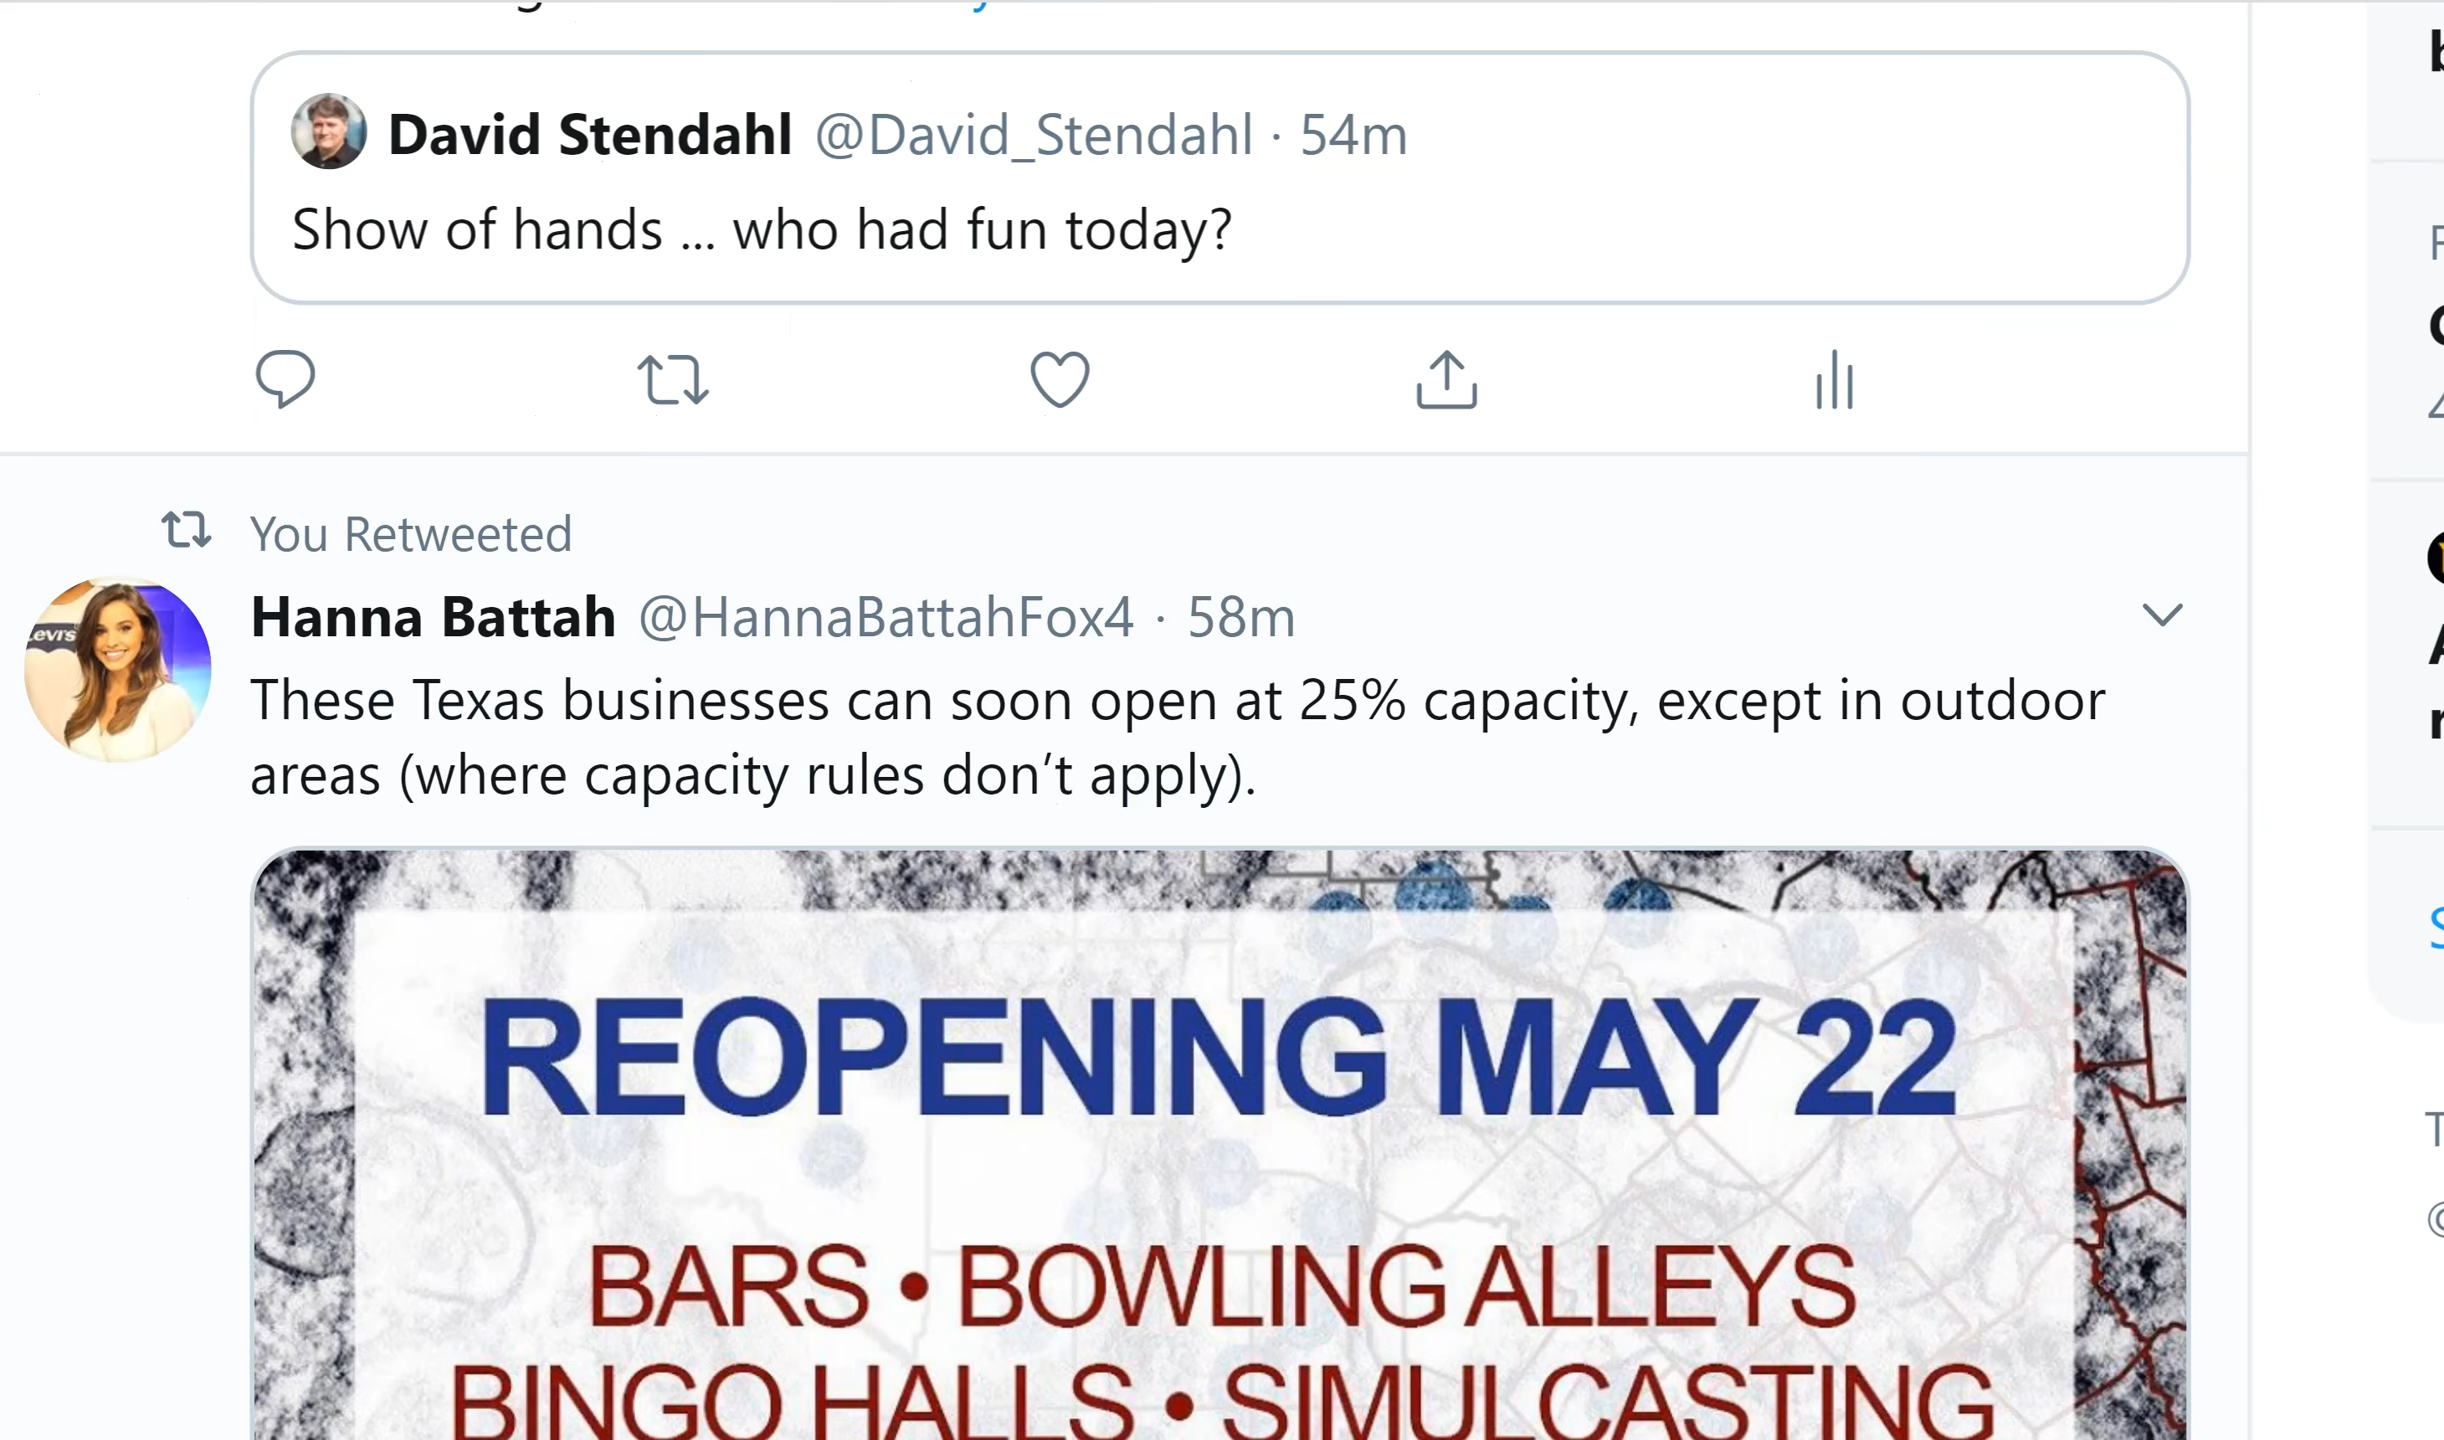 David Stendahl @David_Stendahl · 54m
Show of hands ... who had fun today?
You Retweeted
Hanna Battah @HannaBattahFox4 · 58m
These Texas businesses can soon open at 25% capacity, except in outdoor
areas (where capacity rules don’t apply).
REOPENING MAY 22
BARS • BOWLING ALLEYS
BINGO HALLS • SIMULCASTING